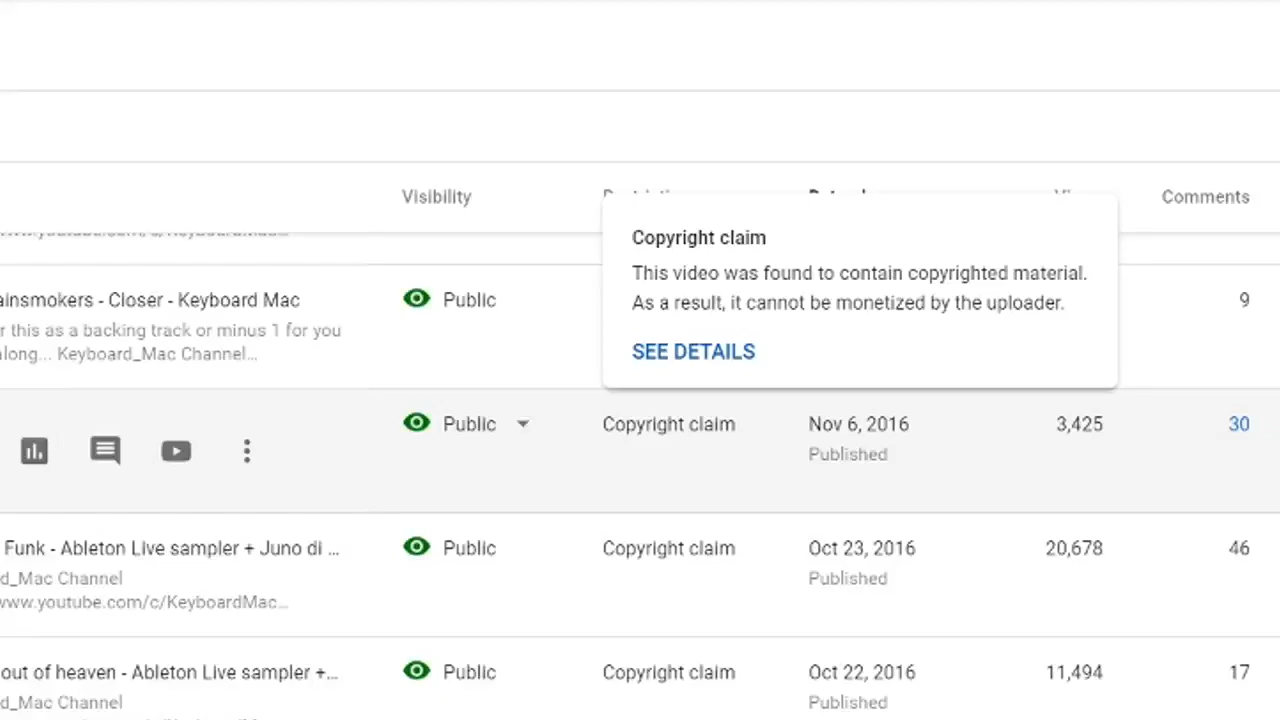 Visibility
Comments
Copyright claim
This video was found to contain copyrighted material.
As a result, it cannot be monetized by the uploader.
SEE DETAILS
ainsmokers - Closer - Keyboard Mac
r this as a backing track or minus 1 for you
along... Keyboard_Mac Channel...
Public
9
Public
Copyright claim
Nov 6, 2016
3,425
30
Published
Funk - Ableton Live sampler + Juno di ...
Public
Copyright claim
Oct 23, 2016
20,678
46
d_Mac Channel
Published
www.youtube.com/c/KeyboardMac...
out of heaven - Ableton Live sampler +...
Public
Copyright claim
Oct 22, 2016
11,494
17
d_Mac Channel
Published